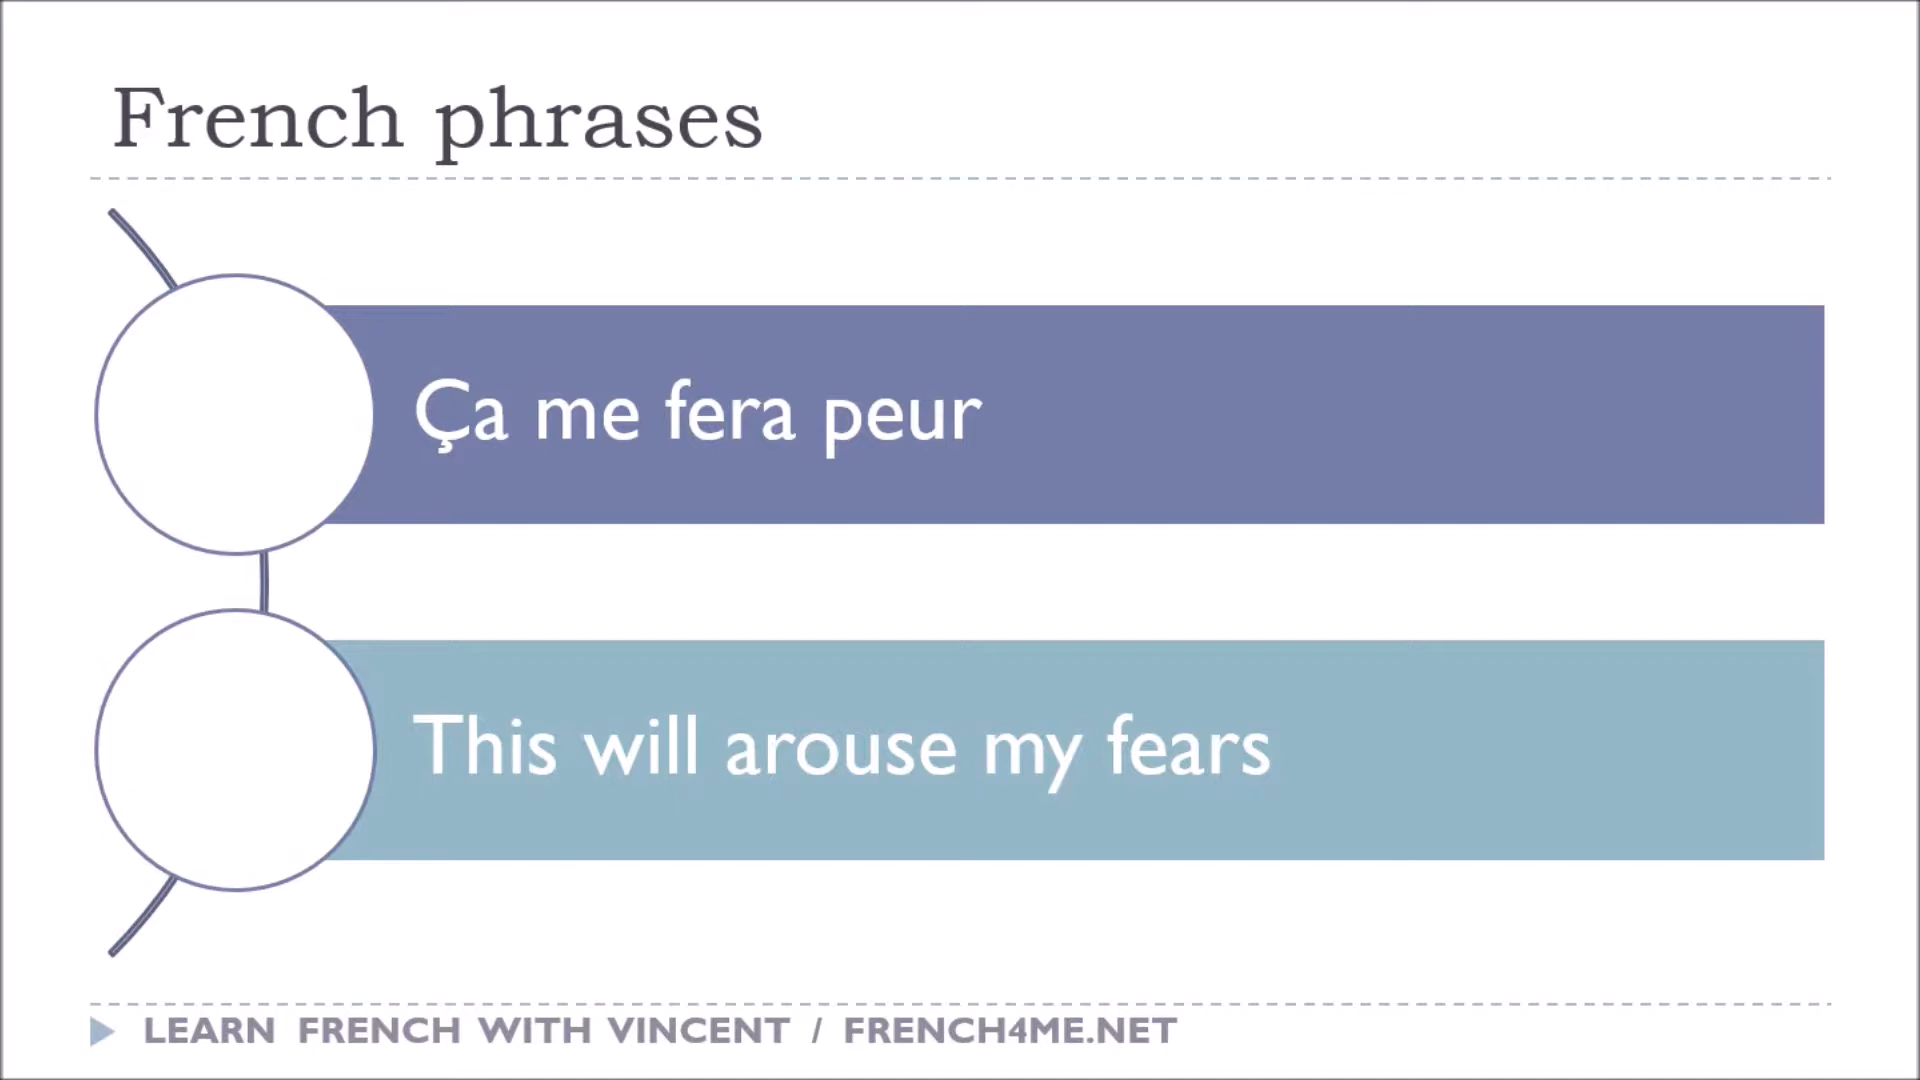 French phrases
Ça me fera peur
This will arouse my fears
LEARN FRENCH WITH VINCENT / FRENCH4ME.NET